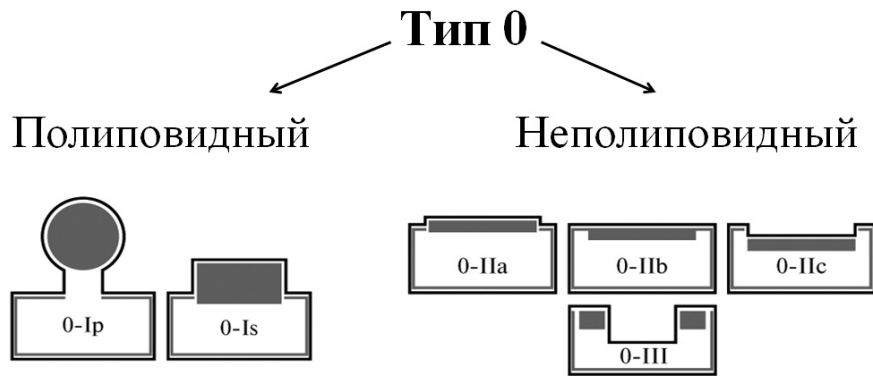 Тип 0
Полиповидный
Неполиповидный
0-Ip
0-Is
0-IIa
0-IIb
0-IIc
0-III